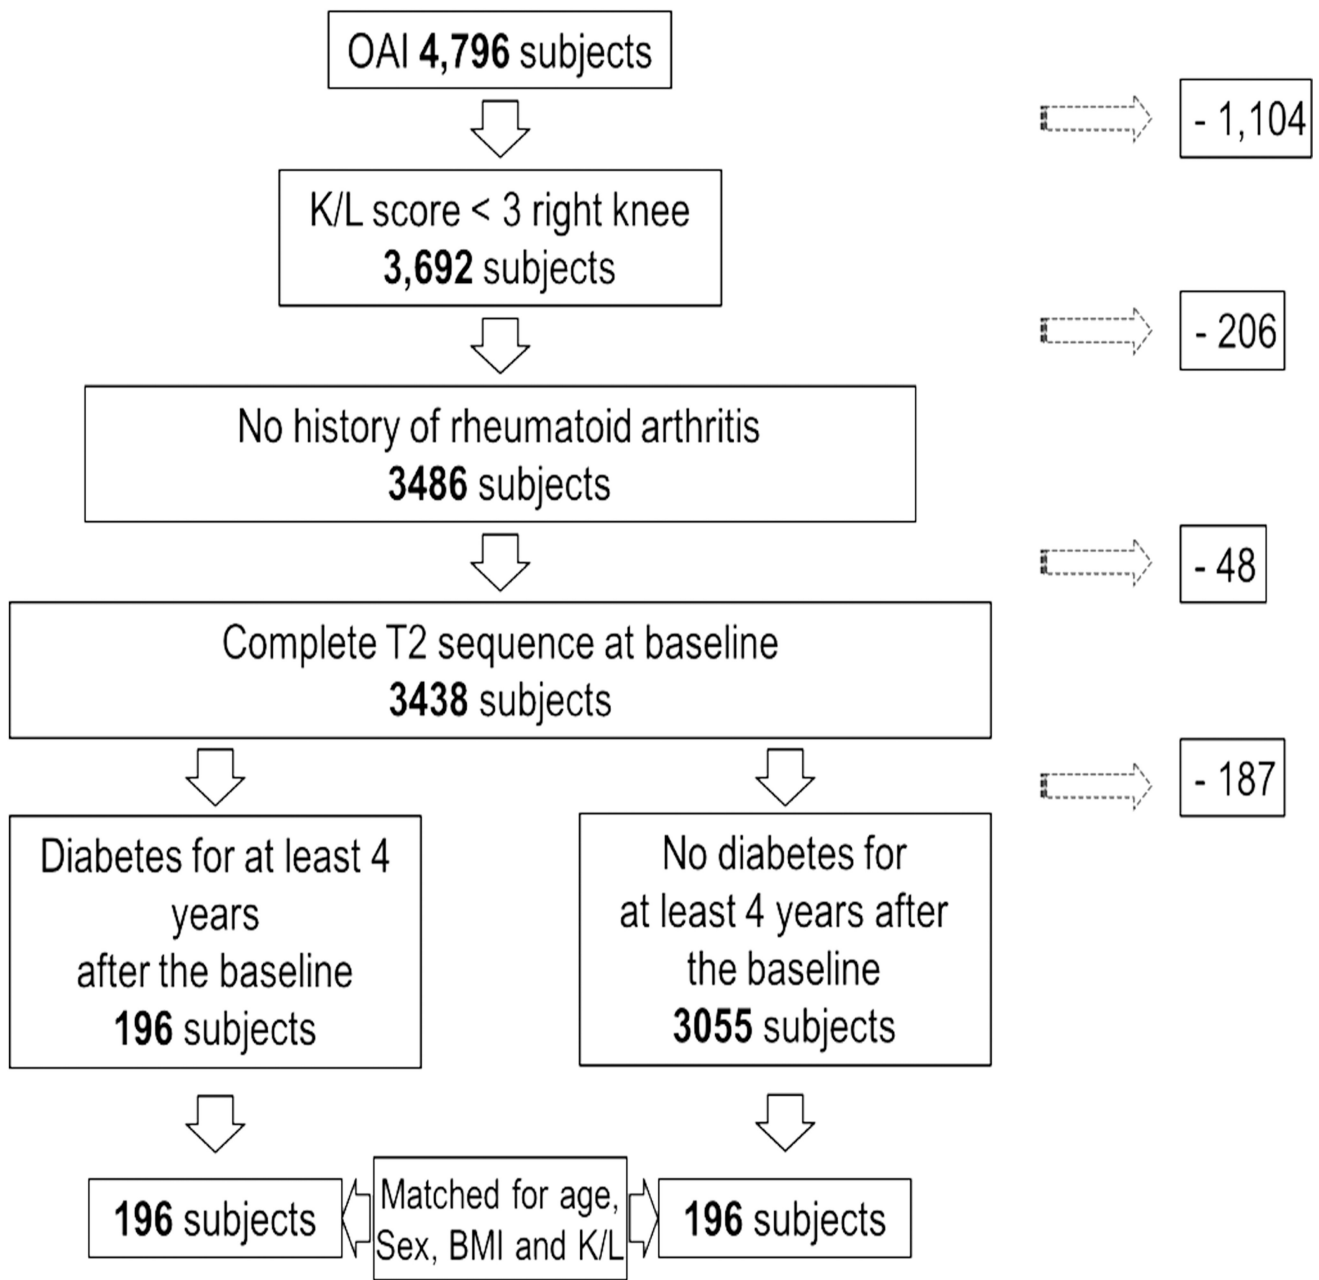 OAI 4,796 subjects
- 1,104
K/L score < 3 right knee
3,692 subjects
- 206
No history of rheumatoid arthritis
3486 subjects
- 48
Complete T2 sequence at baseline
3438 subjects
- 187
Diabetes for at least 4
years
after the baseline
196 subjects
No diabetes for
at least 4 years after
the baseline
3055 subjects
196 subjects
Matched for age,
Sex, BMI and K/L
196 subjects